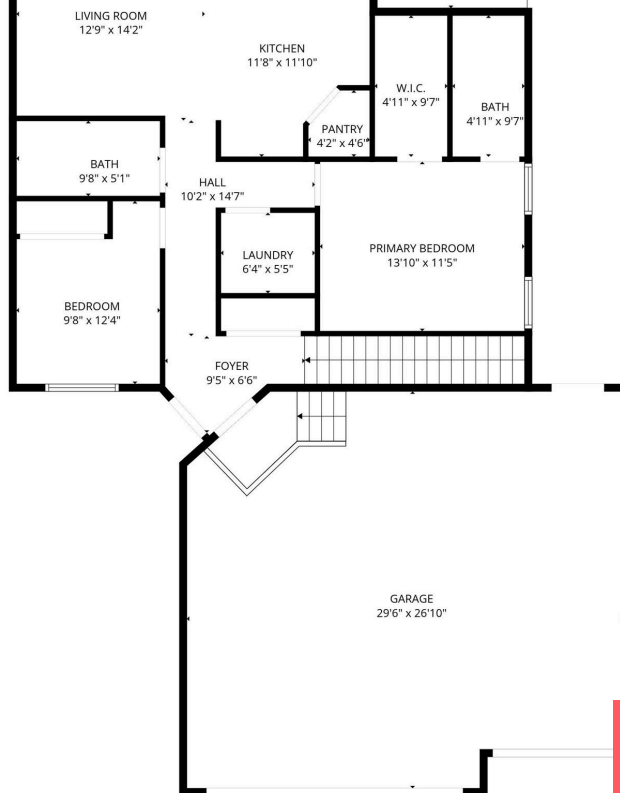 LIVING ROOM
12'9" x 14'2"
KITCHEN
11'8" x 11'10"
W.I.C.
4'11" x 9'7"
BATH
4'11" x 9'7"
PANTRY
4'2" x 4'6"
BATH
9'8" x 5'1"
HALL
10'2" x 14'7"
LAUNDRY
6'4" x 5'5"
PRIMARY BEDROOM
13'10" x 11'5"
BEDROOM
9'8" x 12'4"
FOYER
9'5" x 6'6"
GARAGE
29'6" x 26'10"